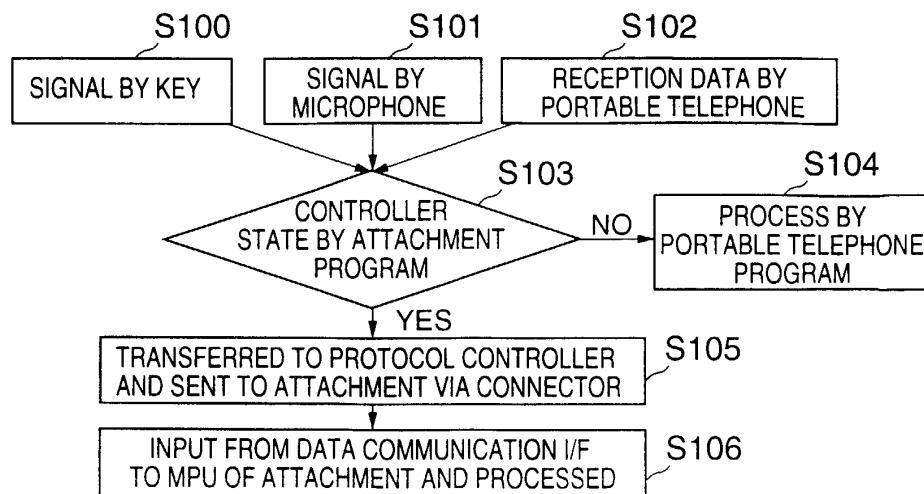 S100
S101
S102
SIGNAL BY KEY
SIGNAL BY
MICROPHONE
RECEPTION DATA BY
PORTABLE TELEPHONE
S103
CONTROLLER
STATE BY ATTACHMENT
PROGRAM
NO
S104
PROCESS BY
PORTABLE TELEPHONE
PROGRAM
YES
S105
TRANSFERRED TO PROTOCOL CONTROLLER
AND SENT TO ATTACHMENT VIA CONNECTOR
S106
INPUT FROM DATA COMMUNICATION I/F
TO MPU OF ATTACHMENT AND PROCESSED